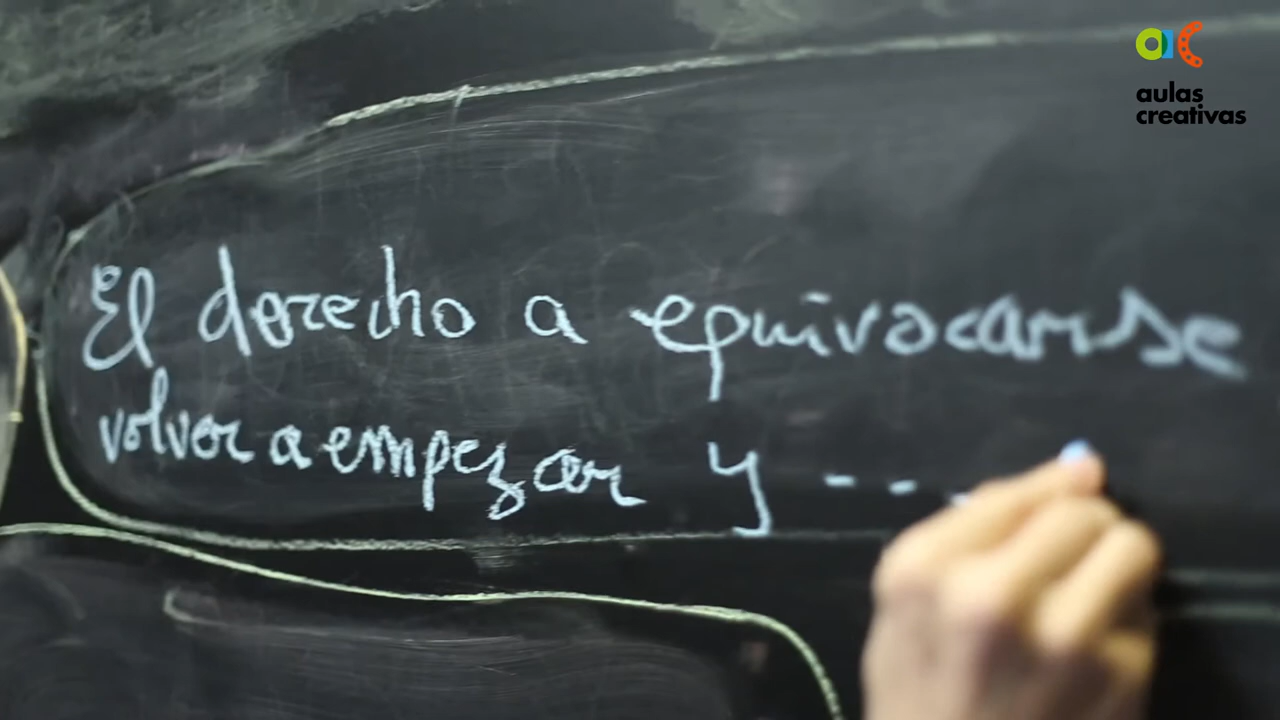 aulas
creativas
El derecho a equivocarse
volver a empezar y - - -